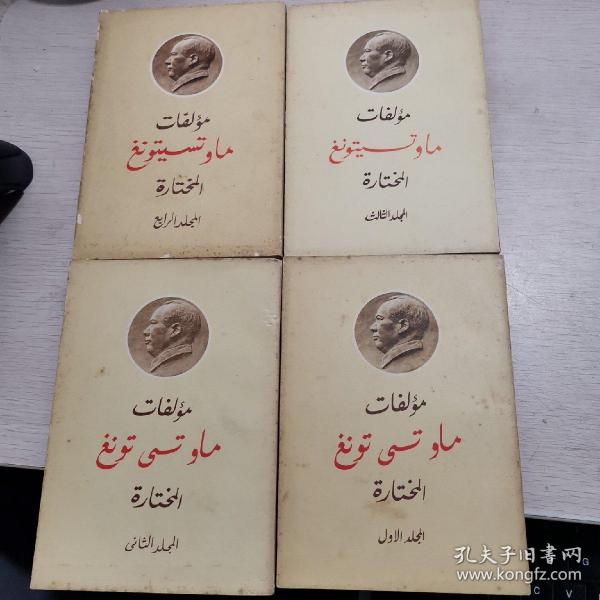 مؤلفات
ماوتسيتونغ
المختارة
المجلد الرابع
مؤلفات
ماوتسيتونغ
المختارة
المجلد الثالث
مؤلفات
ماو تسى تونغ
المختارة
المجلد الثانى
مؤلفات
ماو تسى تونغ
المختارة
المجلد الاول
孔夫子旧书网
www.kongfz.com
G
C V